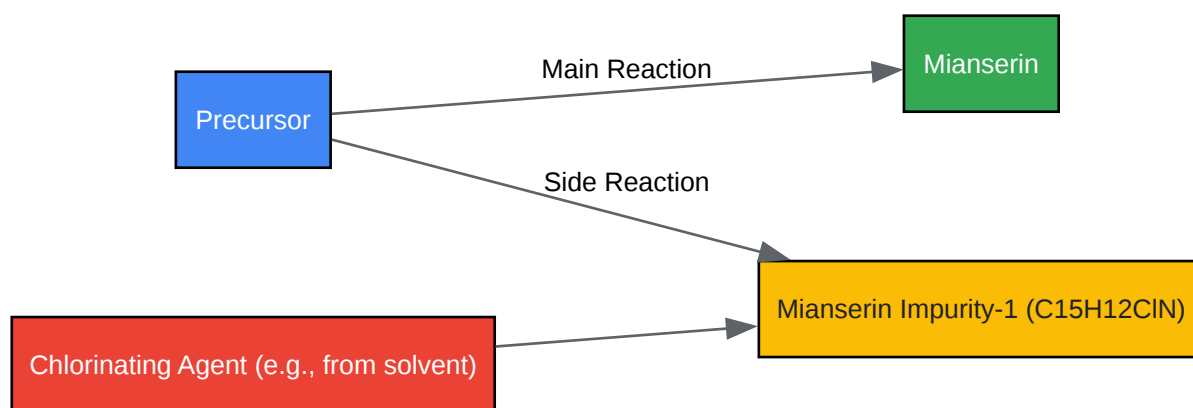 Mianserin
Main Reaction
Precursor
Side Reaction
Mianserin Impurity-1 (C15H12ClN)
Chlorinating Agent (e.g., from solvent)